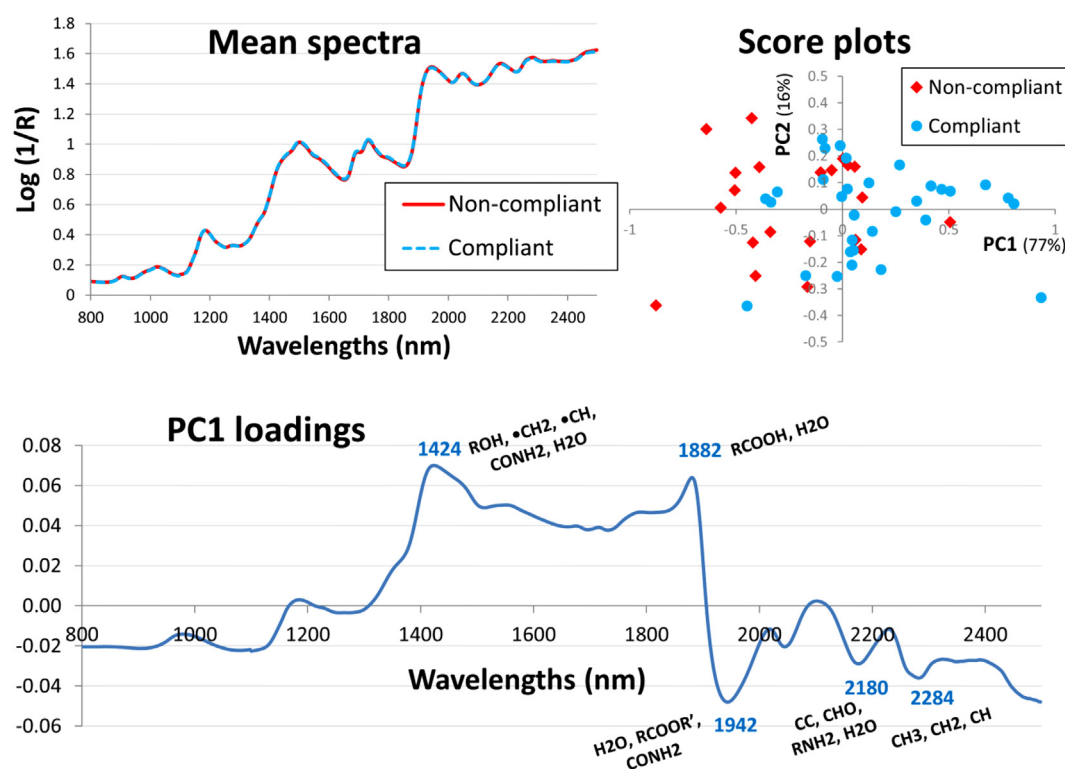 Mean spectra
1.8
1.6
1.4
1.2
1
0.8
0.6
0.4
0.2
0
Log (1/R)
Non-compliant
Compliant
800 1000 1200 1400 1600 1800 2000 2200 2400
Wavelengths (nm)
Score plots
Non-compliant
Compliant
PC2 (16%)
0.5
0.4
0.3
0.2
0.1
0
-0.1
-0.2
-0.3
-0.4
-0.5
-1 -0.5 0 0.5 1
PC1 (77%)
PC1 loadings
0.08
0.06
0.04
0.02
0.00
-0.02
-0.04
-0.06
800 1000 1200 1400 1600 1800 2000 2200 2400
Wavelengths (nm)
1424
ROH, •CH2, •CH,
CONH2, H2O
1882
RCOOH, H2O
1942
H2O, RCOOR’,
CONH2
2180
CC, CHO,
RNH2, H2O
2284
CH3, CH2, CH